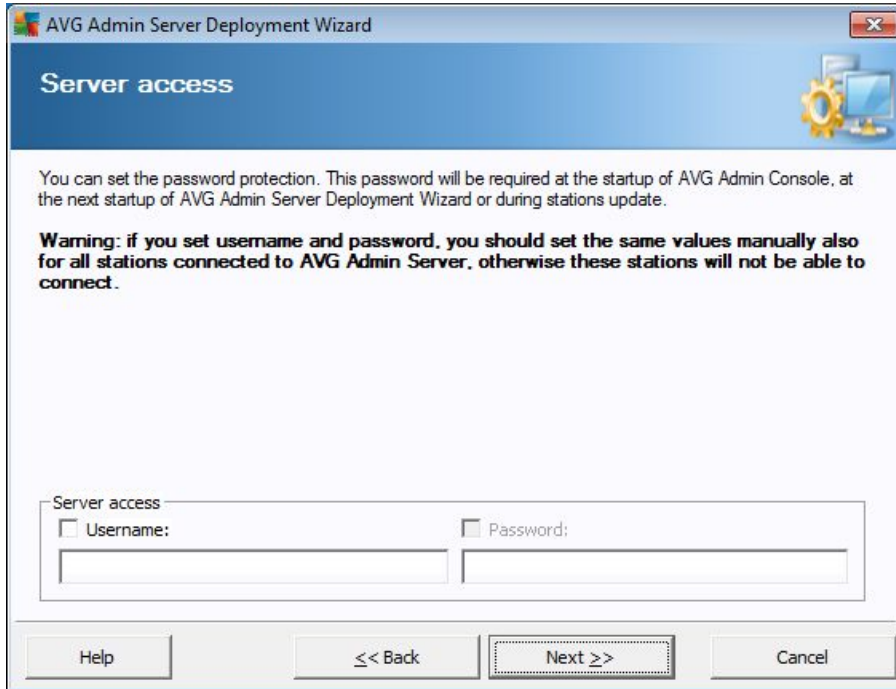 AVG Admin Server Deployment Wizard
Server access
You can set the password protection. This password will be required at the startup of AVG Admin Console, at
the next startup of AVG Admin Server Deployment Wizard or during stations update.
Warning: if you set username and password, you should set the same values manually also
for all stations connected to AVG Admin Server, otherwise these stations will not be able to
connect.
Server access
Username: Password:
Help << Back Next >> Cancel